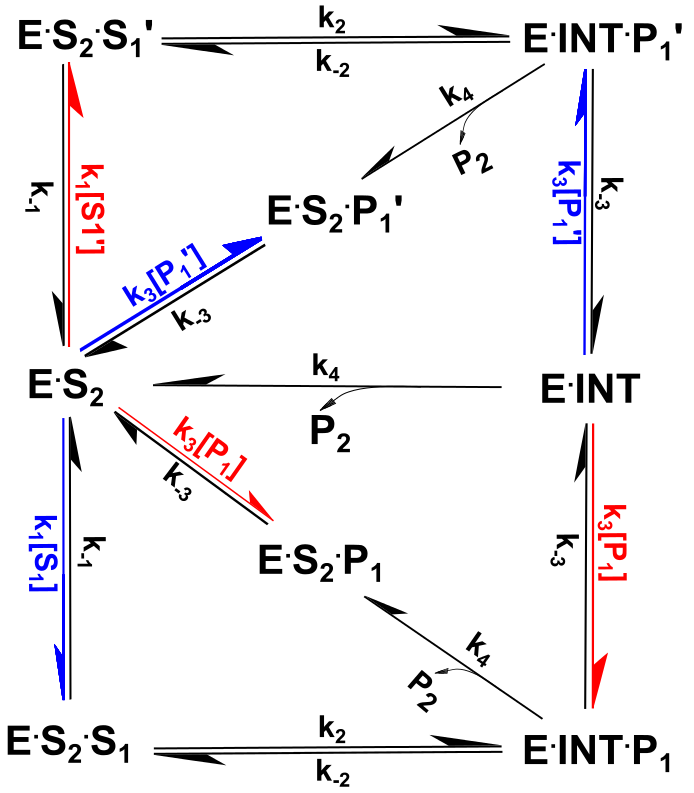 E·S₂·S₁'
k₂
k₋₂
E·INT·P₁'
k₄
P₂
k₋₁
k₁[S1']
k₃[P₁']
k₋₃
E·S₂·P₁'
k₃[P₁']
k₋₃
E·S₂
k₄
P₂
E·INT
k₃[P₁]
k₋₃
k₁[S₁]
k₋₁
k₋₃
k₃[P₁]
E·S₂·P₁
k₄
P₂
E·S₂·S₁
k₂
k₋₂
E·INT·P₁